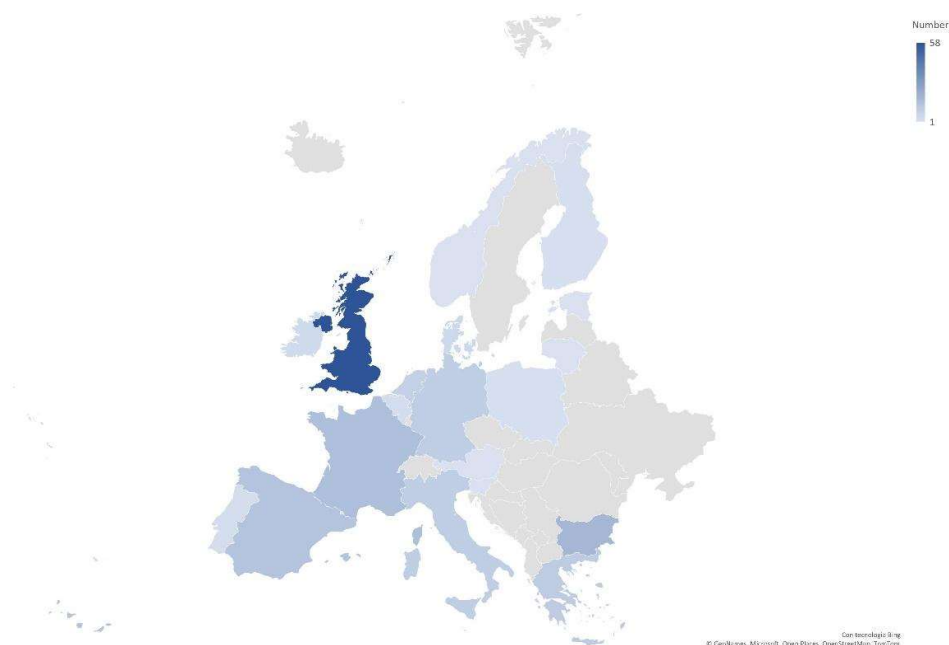 Number
58
1
Con tecnologia Bing
© GeoNames, Microsoft, Open Places, OpenStreetMap, TomTom